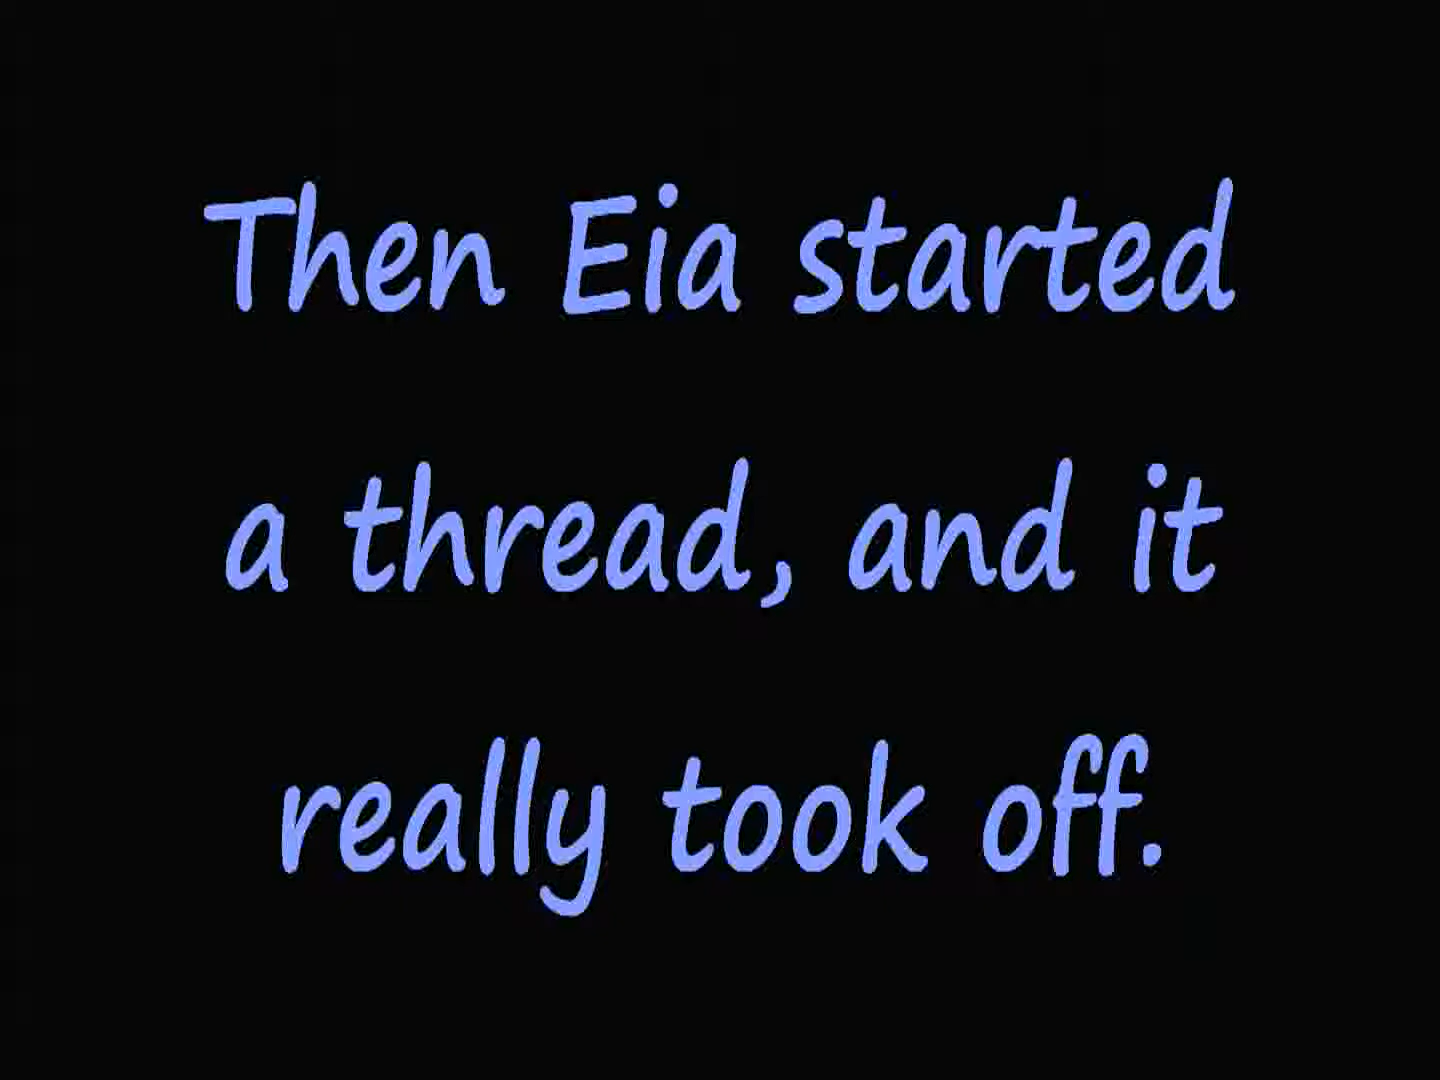 Then Eia started
a thread, and it
really took off.